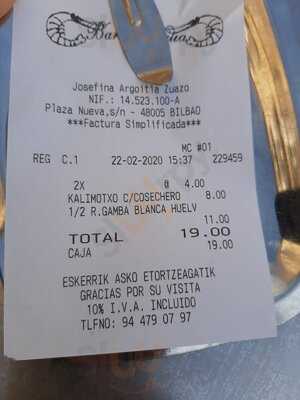 Bar
Josefina Argoitia Zuazo
NIF.: 14.523.100-A
Plaza Nueva,s/n - 48005 BILBAO
***Factura Simplificada***
MC #01
REG C.1 22-02-2020 15:37 229459
2X @ 4.00
KALIMOTXO C/COSECHERO 8.00
1/2 R.GAMBA BLANCA HUELV
11.00
TOTAL 19.00
CAJA 19.00
ESKERRIK ASKO ETORTZEAGATIK
GRACIAS POR SU VISITA
10% I.V.A. INCLUIDO
TLFNO: 94 479 07 97